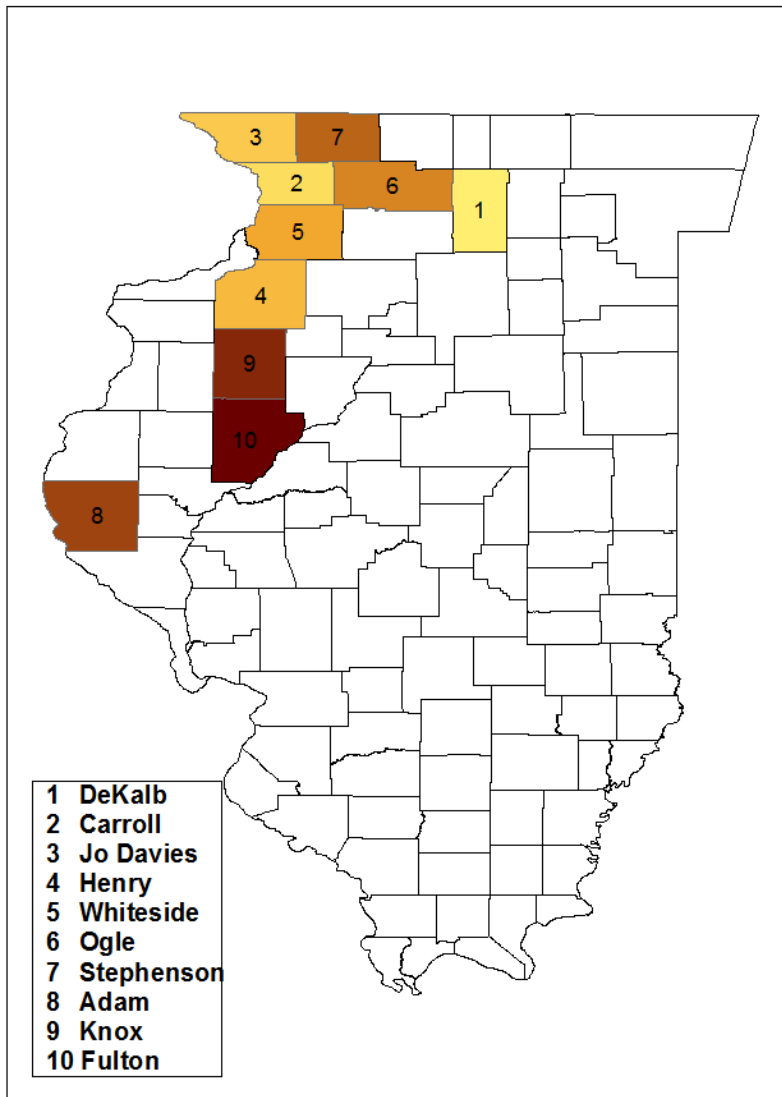 3
7
2
6
1
5
4
9
10
8
1 DeKalb
2 Carroll
3 Jo Davies
4 Henry
5 Whiteside
6 Ogle
7 Stephenson
8 Adam
9 Knox
10 Fulton